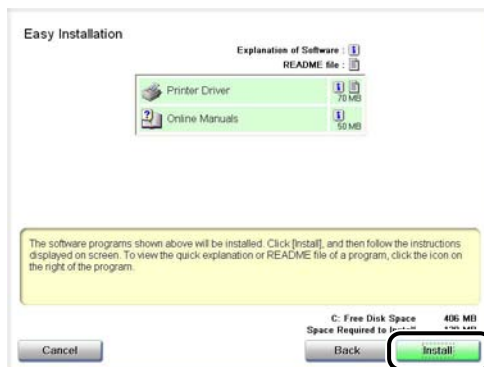 Easy Installation
Explanation of Software :
README file :
Printer Driver
70 MB
Online Manuals
50 MB
The software programs shown above will be installed. Click [Install], and then follow the instructions
displayed on screen. To view the quick explanation or README file of a program, click the icon on
the right of the program.
C: Free Disk Space 406 MB
Space Required to
Cancel
Back
Install